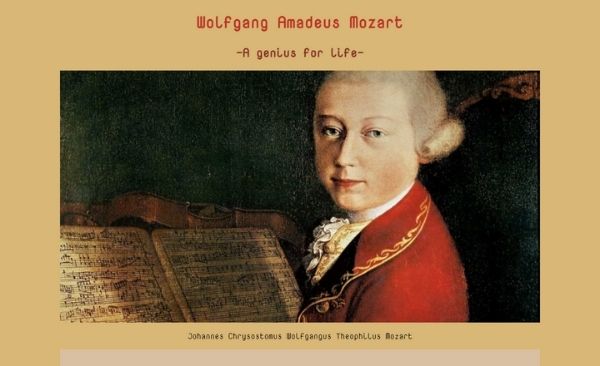 Wolfgang Amadeus Mozart
-A genius for life-
Johannes Chrysostomus Wolfgangus Theophilus Mozart